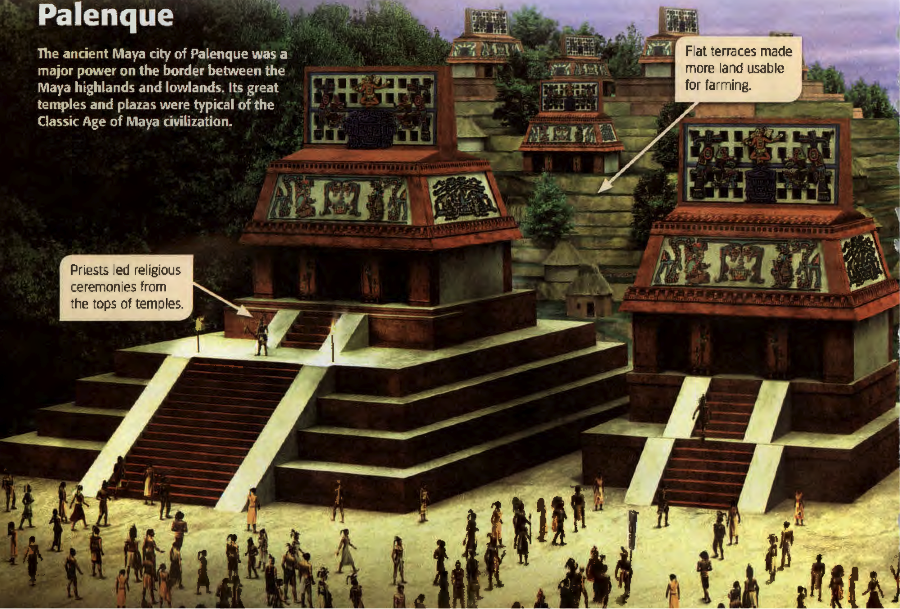 Palenque
The ancient Maya city of Palenque was a
major power on the border between the
Maya highlands and lowlands. Its great
temples and plazas were typical of the
Classic Age of Maya civilization.
Flat terraces made
more land usable
for farming.
Priests led religious
ceremonies from
the tops of temples.